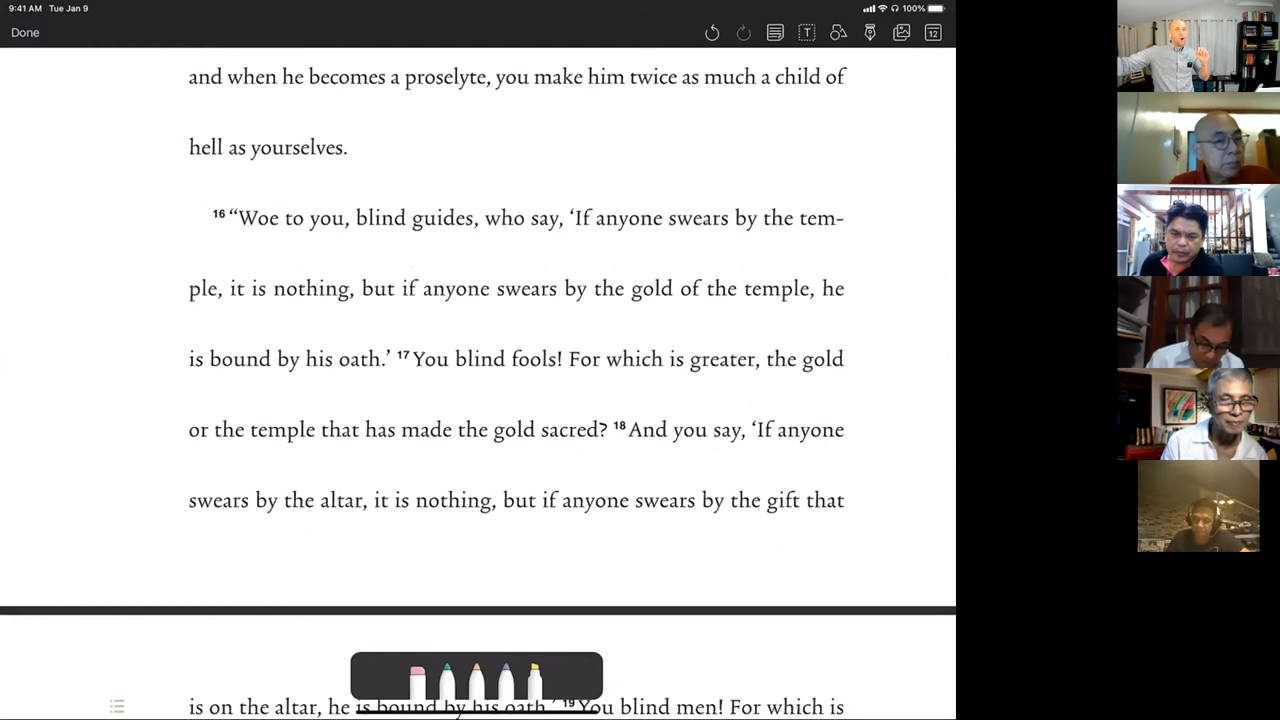 9:41 AM Tue Jan 9
100%
Done
T
12
and when he becomes a proselyte, you make him twice as much a child of
hell as yourselves.
16 “Woe to you, blind guides, who say, ‘If anyone swears by the tem-
ple, it is nothing, but if anyone swears by the gold of the temple, he
is bound by his oath.’ 17 You blind fools! For which is greater, the gold
or the temple that has made the gold sacred? 18 And you say, ‘If anyone
swears by the altar, it is nothing, but if anyone swears by the gift that
is on the altar, he is bound by his oath.’ 19 You blind men! For which is